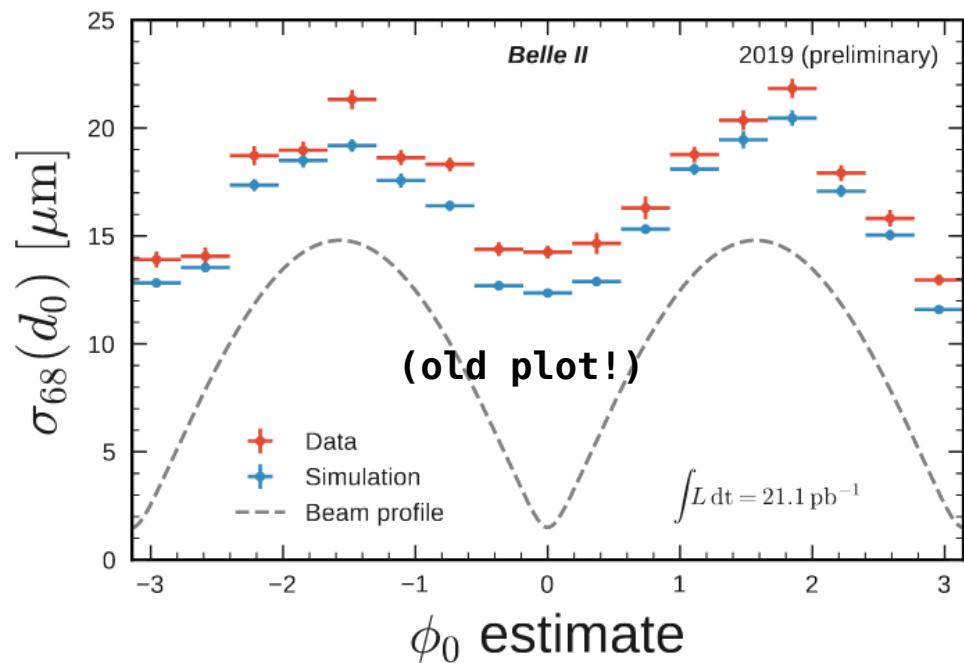 Belle II
2019 (preliminary)
25
20
15
10
5
0
σ68(d0) [μm]
(old plot!)
Data
Simulation
Beam profile
∫L dt = 21.1 pb⁻¹
−3 −2 −1 0 1 2 3
ϕ0 estimate